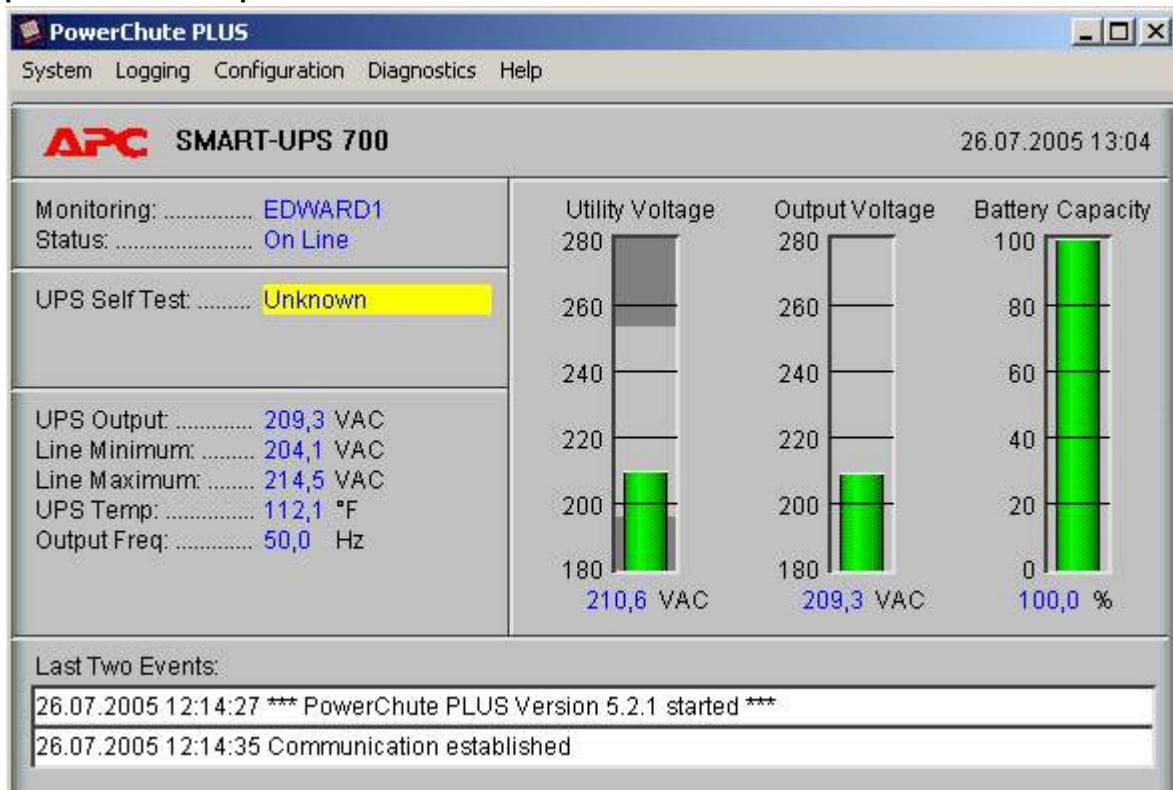 PowerChute PLUS
System Logging Configuration Diagnostics Help
APC SMART-UPS 700 26.07.2005 13:04
Monitoring: .............. EDWARD1
Status: ...................... On Line
UPS Self Test: ......... Unknown
UPS Output: ............. 209,3 VAC
Line Minimum: ......... 204,1 VAC
Line Maximum: ........ 214,5 VAC
UPS Temp: ............... 112,1 °F
Output Freq: ............. 50,0 Hz
Utility Voltage Output Voltage Battery Capacity
280 280 100
260 260 80
240 240 60
220 220 40
200 200 20
180 180 0
210,6 VAC 209,3 VAC 100,0 %
Last Two Events:
26.07.2005 12:14:27 *** PowerChute PLUS Version 5.2.1 started ***
26.07.2005 12:14:35 Communication established